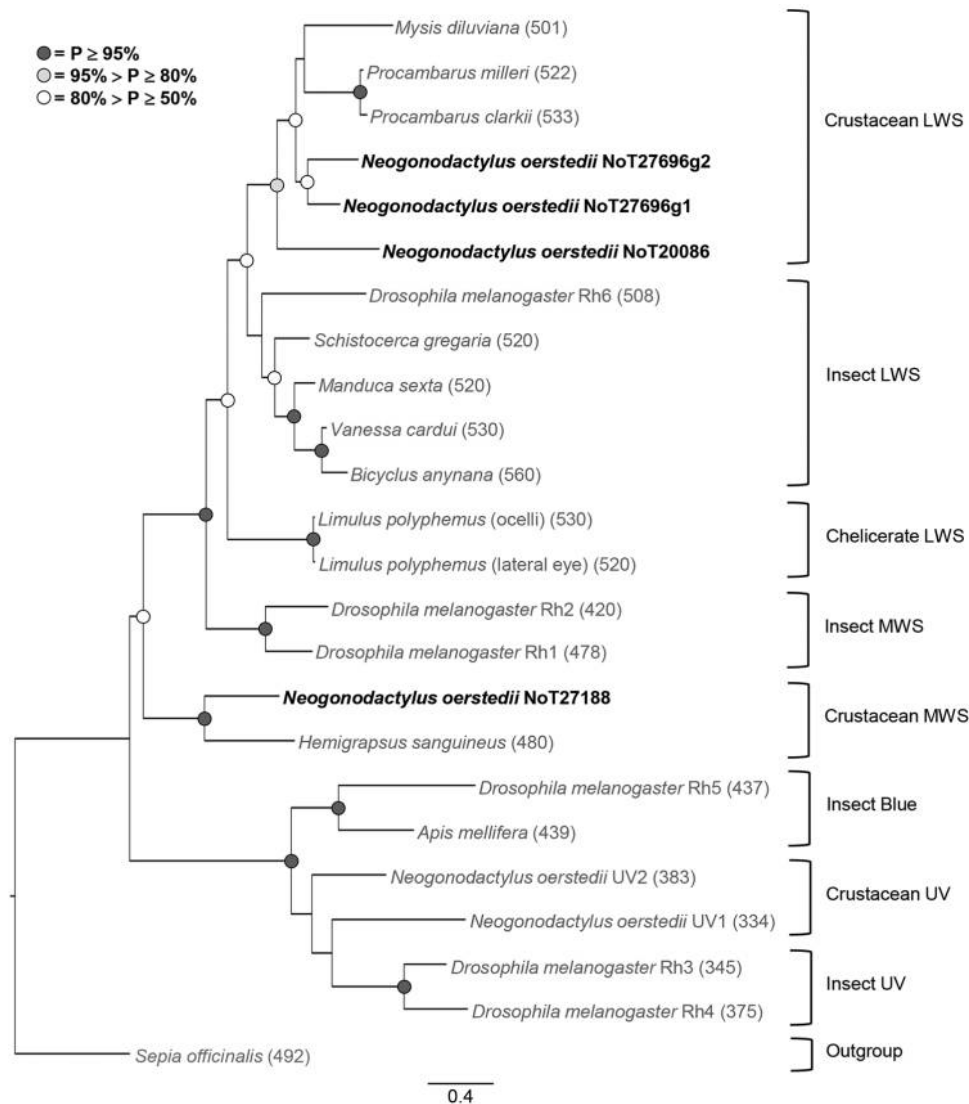 = P ≥ 95%
= 95% > P ≥ 80%
= 80% > P ≥ 50%
Mysis diluviana (501)
Procambarus milleri (522)
Procambarus clarkii (533)
Neogonodactylus oerstedii NoT27696g2
Neogonodactylus oerstedii NoT27696g1
Neogonodactylus oerstedii NoT20086
Crustacean LWS
Drosophila melanogaster Rh6 (508)
Schistocerca gregaria (520)
Manduca sexta (520)
Vanessa cardui (530)
Bicyclus anynana (560)
Insect LWS
Limulus polyphemus (ocelli) (530)
Limulus polyphemus (lateral eye) (520)
Chelicerate LWS
Drosophila melanogaster Rh2 (420)
Drosophila melanogaster Rh1 (478)
Insect MWS
Neogonodactylus oerstedii NoT27188
Hemigrapsus sanguineus (480)
Crustacean MWS
Drosophila melanogaster Rh5 (437)
Apis mellifera (439)
Insect Blue
Neogonodactylus oerstedii UV2 (383)
Neogonodactylus oerstedii UV1 (334)
Crustacean UV
Drosophila melanogaster Rh3 (345)
Drosophila melanogaster Rh4 (375)
Insect UV
Sepia officinalis (492)
Outgroup
0.4